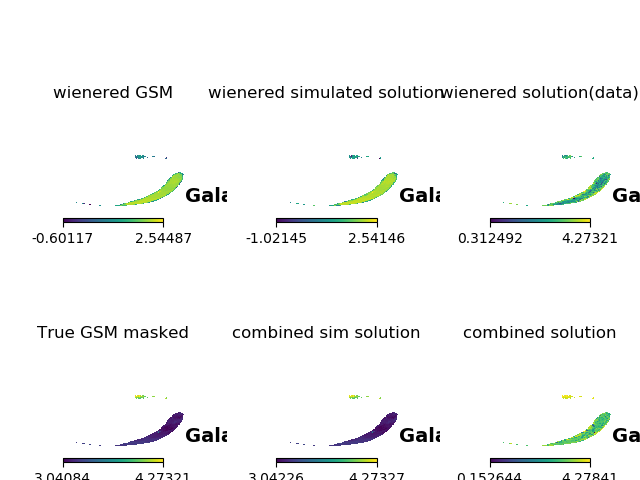 wienered GSM
wienered simulated solution
wienered solution(data)
Gala
Gala
Ga
-0.60117 2.54487
-1.02145 2.54146
0.312492 4.27321
True GSM masked
combined sim solution
combined solution
Gala
Gala
Ga
3.04084 4.27321
3.04226 4.27327
0.152644 4.27841